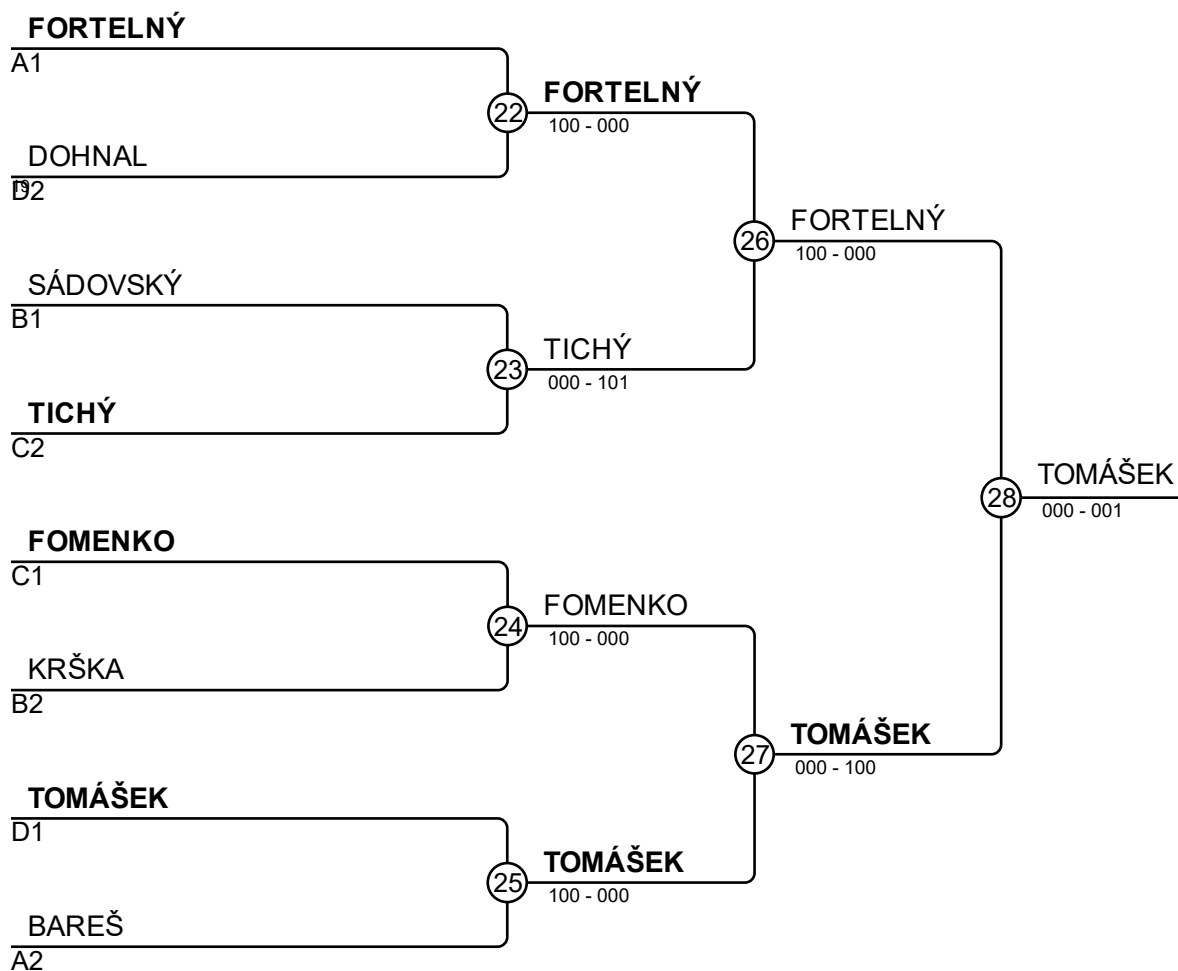 FORTELNÝ
A1
22
FORTELNÝ
100 - 000
DOHNAL
19
D2
26
FORTELNÝ
100 - 000
SÁDOVSKÝ
B1
23
TICHÝ
000 - 101
TICHÝ
C2
28
TOMÁŠEK
000 - 001
FOMENKO
C1
24
FOMENKO
100 - 000
KRŠKA
B2
27
TOMÁŠEK
000 - 100
TOMÁŠEK
D1
25
TOMÁŠEK
100 - 000
BAREŠ
A2